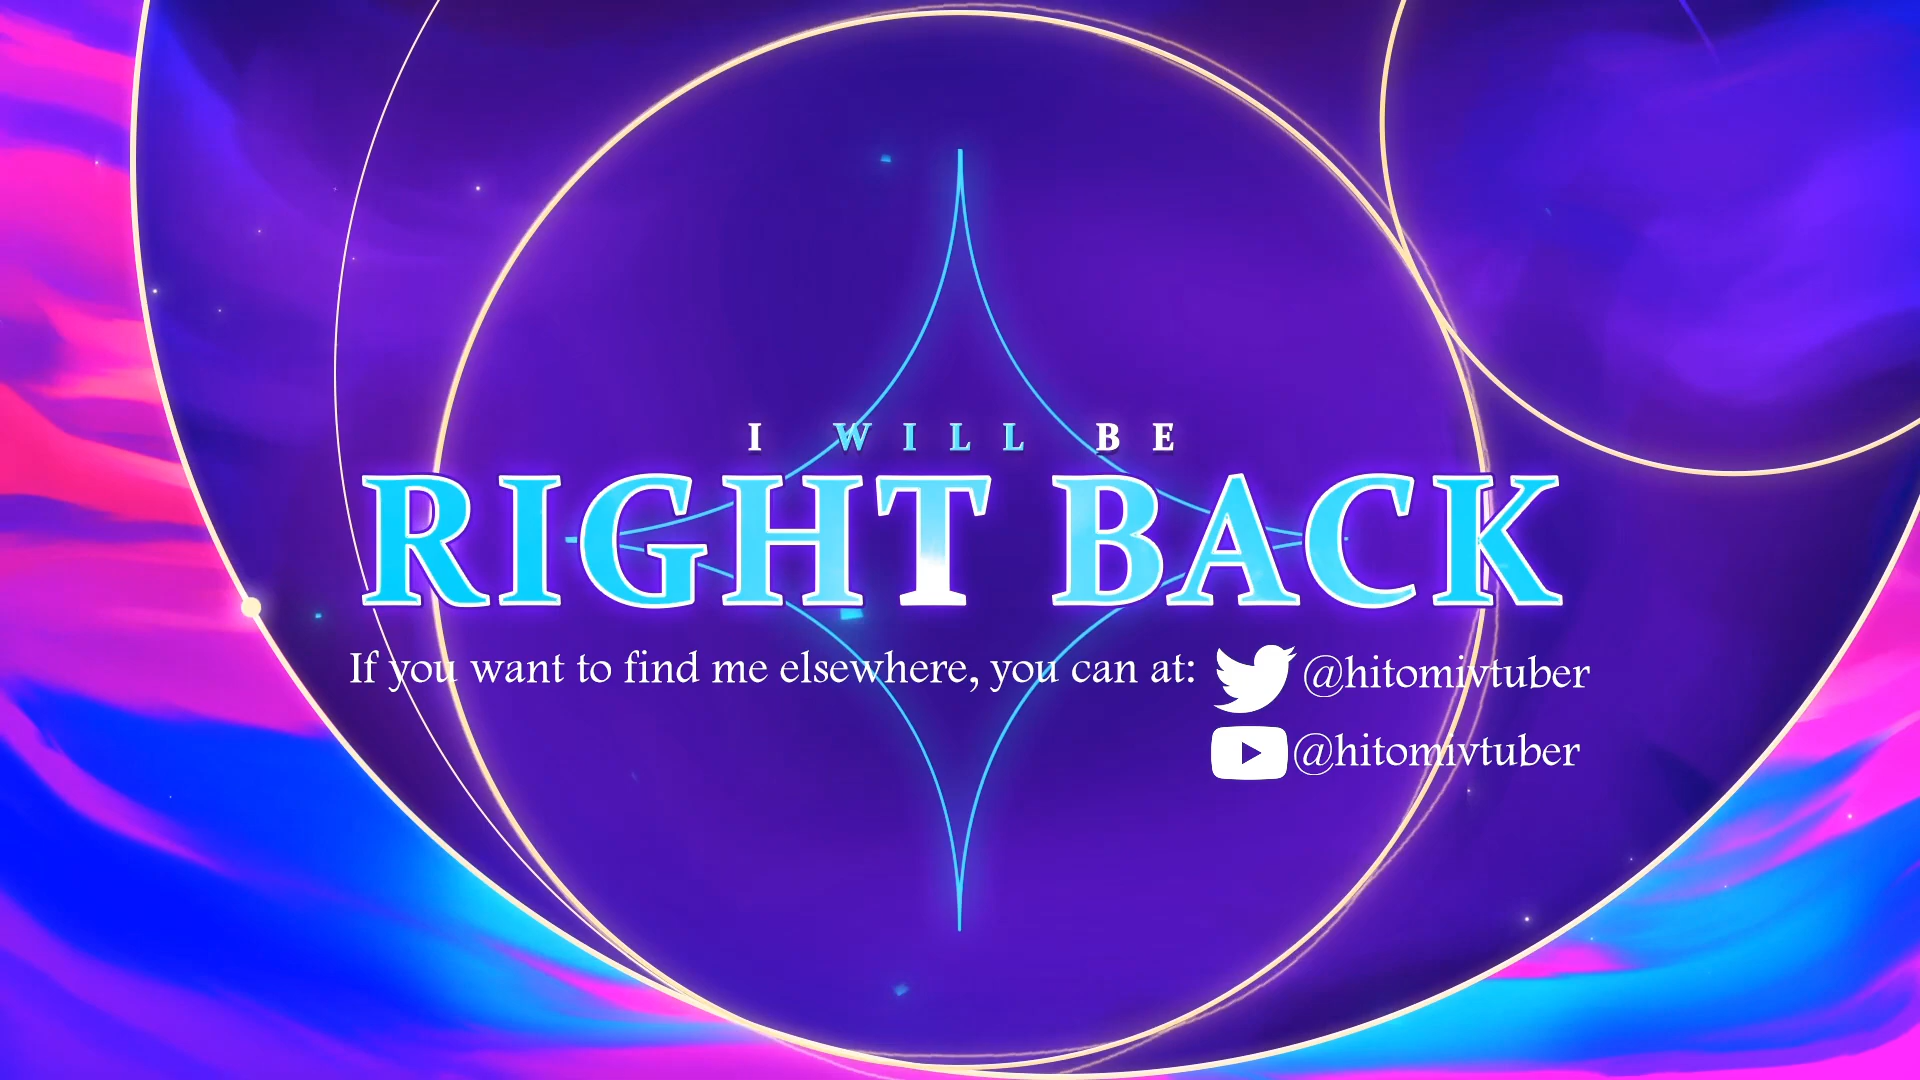 I WILL BE
RIGHT BACK
If you want to find me elsewhere, you can at: @hitomivtuber
@hitomivtuber